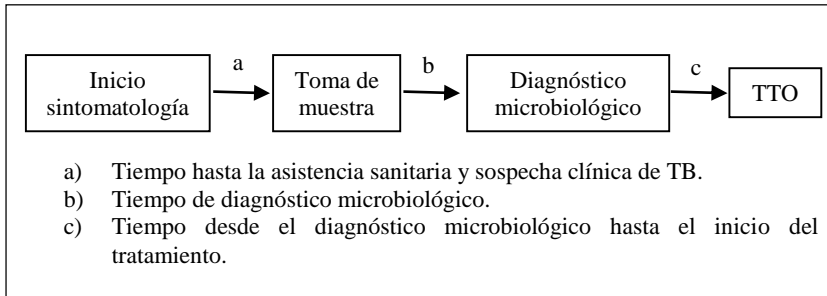 a
b
c
Inicio
sintomatología
Toma de
muestra
Diagnóstico
microbiológico
TTO
a) Tiempo hasta la asistencia sanitaria y sospecha clínica de TB.
b) Tiempo de diagnóstico microbiológico.
c) Tiempo desde el diagnóstico microbiológico hasta el inicio del
tratamiento.